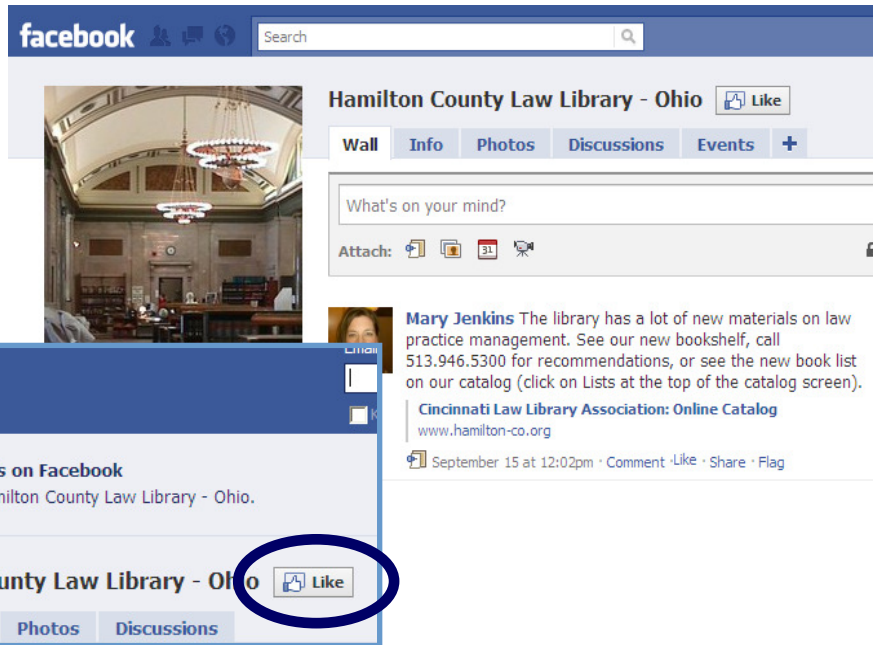 facebook
Search
Hamilton County Law Library - Ohio Like
Wall Info Photos Discussions Events +
What's on your mind?
Attach: 31
Mary Jenkins The library has a lot of new materials on law
practice management. See our new bookshelf, call
513.946.5300 for recommendations, or see the new book list
on our catalog (click on Lists at the top of the catalog screen).
Cincinnati Law Library Association: Online Catalog
www.hamilton-co.org
September 15 at 12:02pm · Comment · Like · Share · Flag
Email
K
s on Facebook
milton County Law Library - Ohio.
unty Law Library - Ohio Like
Photos Discussions